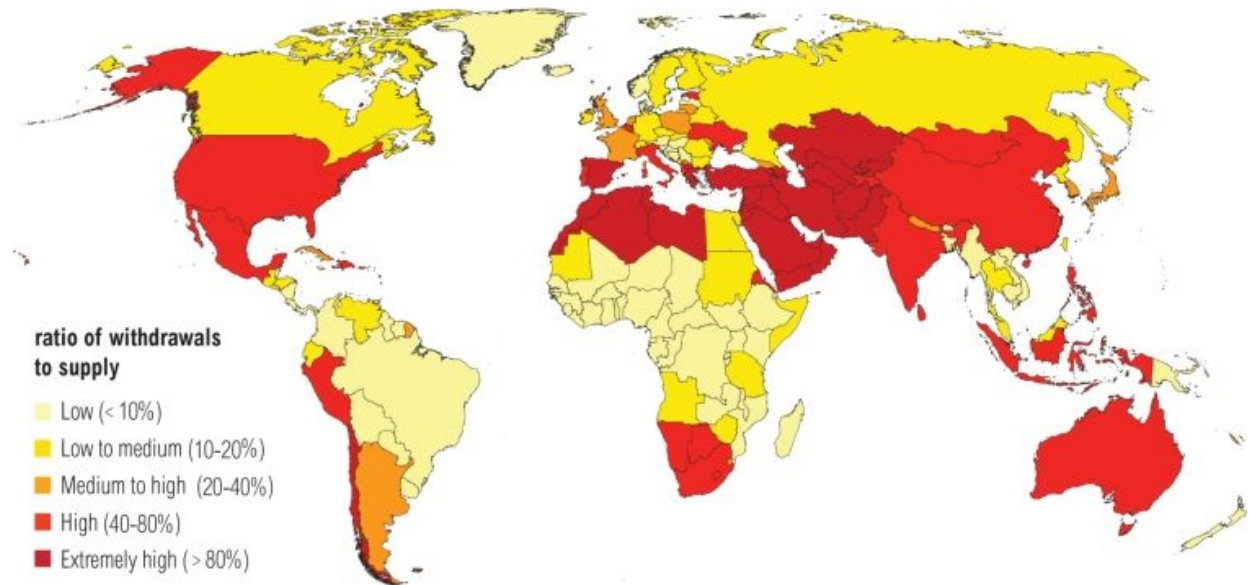 ratio of withdrawals
to supply
Low (< 10%)
Low to medium (10-20%)
Medium to high (20-40%)
High (40-80%)
Extremely high (> 80%)